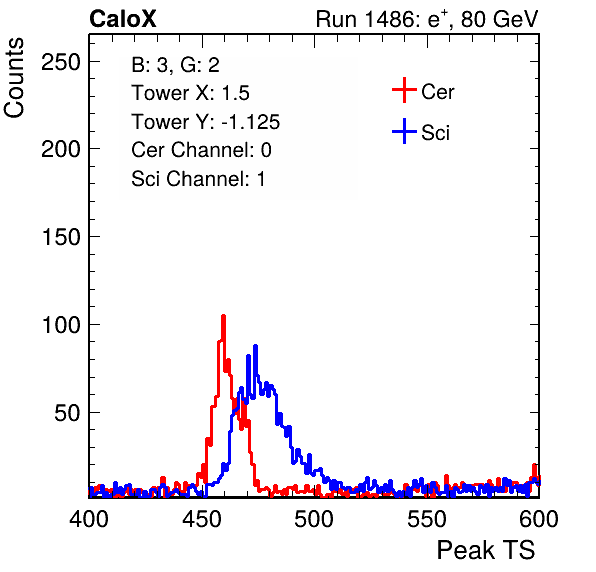 CaloX Run 1486: e⁺, 80 GeV
Counts
250
200
150
100
50
B: 3, G: 2
Tower X: 1.5
Tower Y: -1.125
Cer Channel: 0
Sci Channel: 1
Cer
Sci
400 450 500 550 600
Peak TS